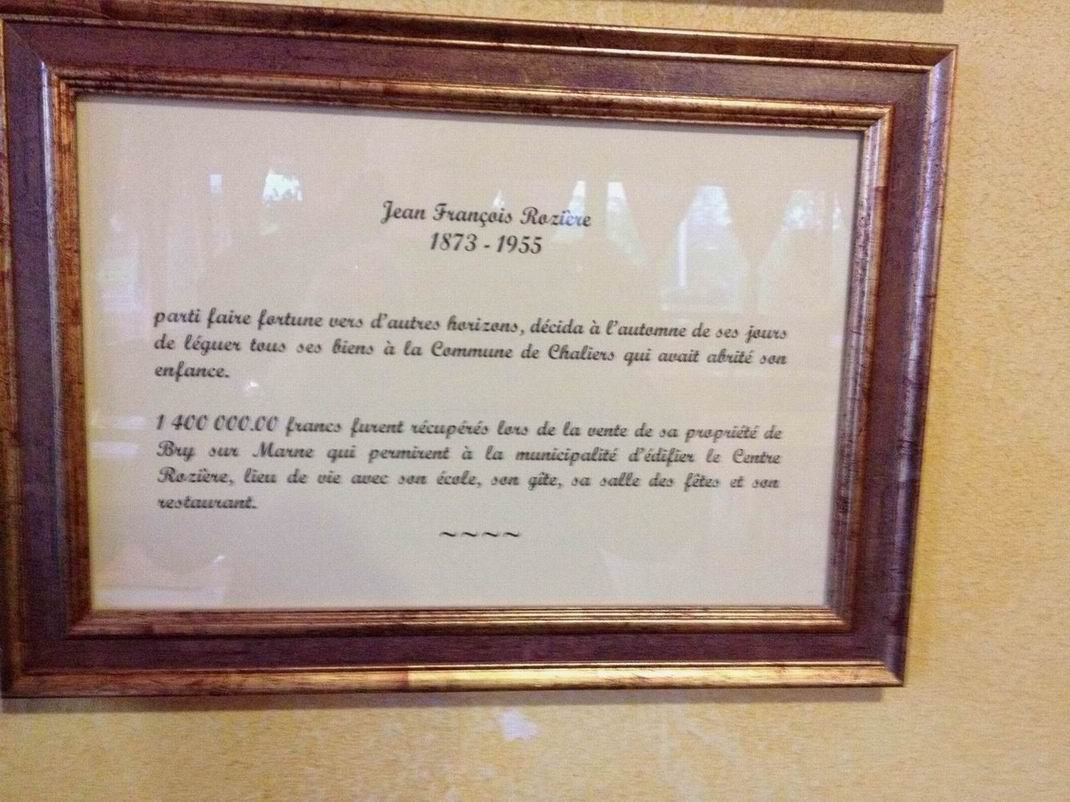 Jean François Rozière
1873 - 1955
parti faire fortune vers d'autres horizons, décida à l'automne de ses jours
de léguer tous ses biens à la Commune de Chaliers qui avait abrité son
enfance.
1 400 000.00 francs furent récupérés lors de la vente de sa propriété de
Bry sur Marne qui permirent à la municipalité d'édifier le Centre
Rozière, lieu de vie avec son école, son gîte, sa salle des fêtes et son
restaurant.
~~~~